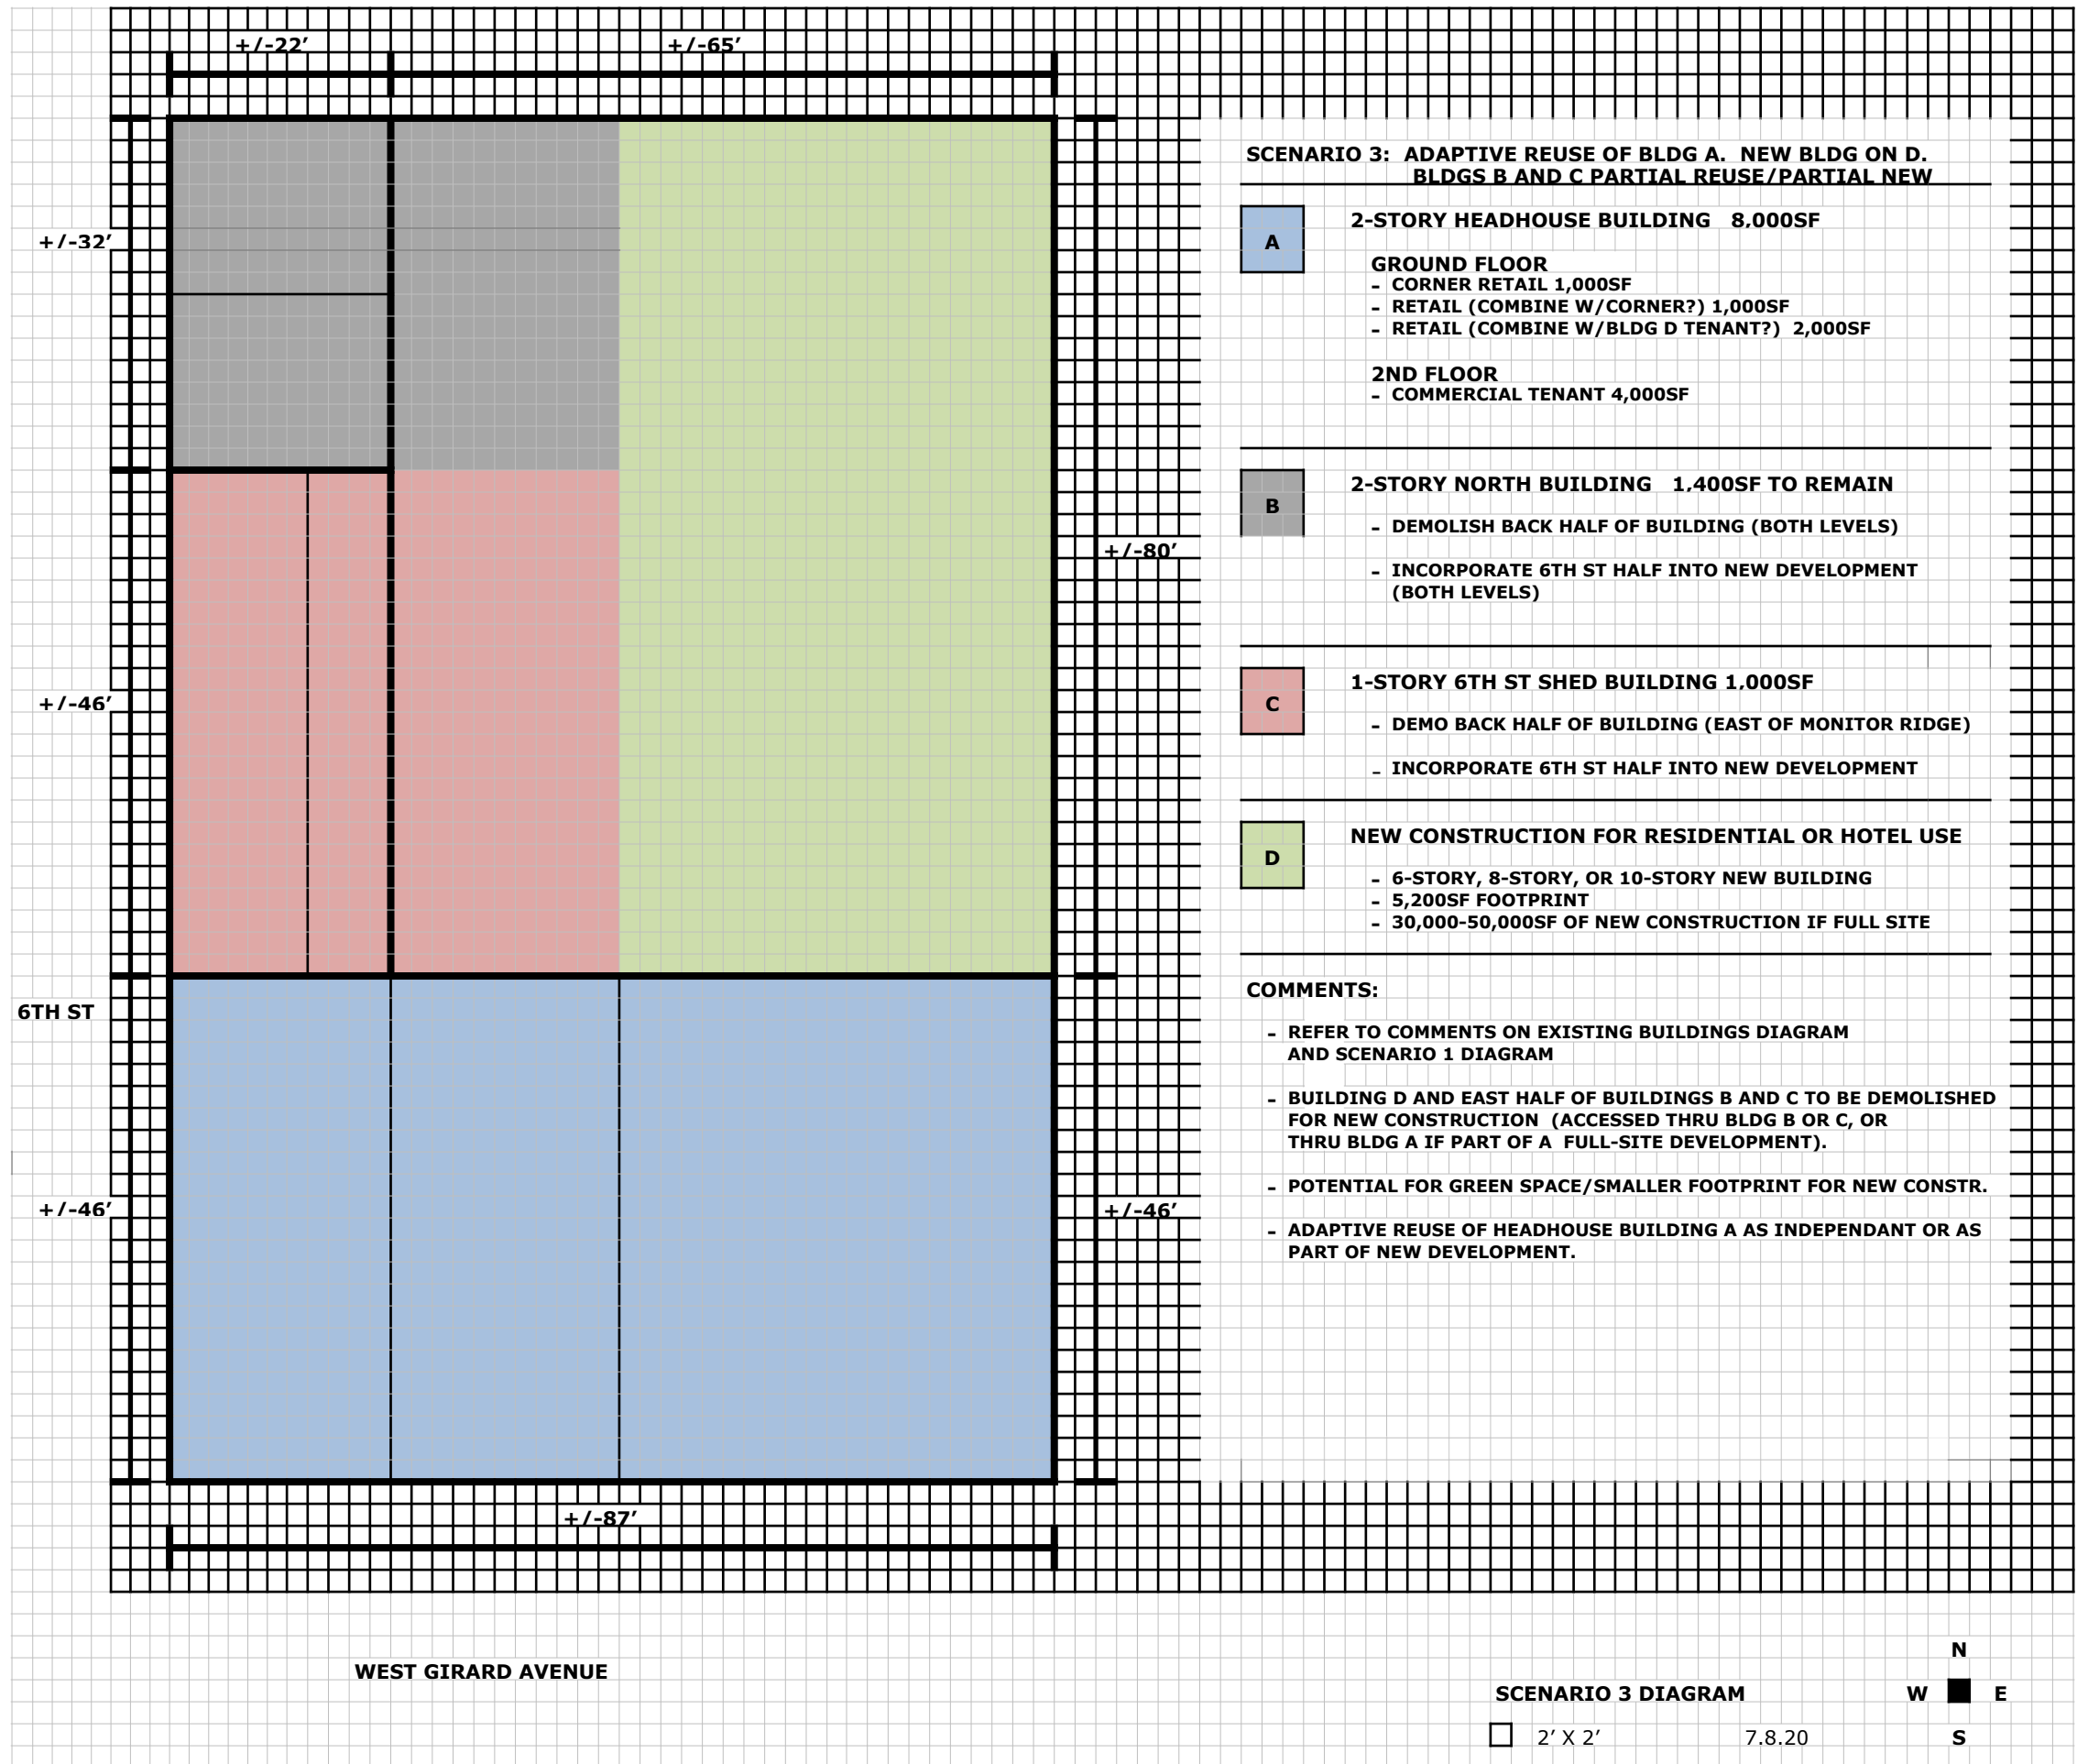 +/-22’
+/-65’
+/-32’
+/-46’
+/-80’
6TH ST
+/-46’
+/-46’
+/-87’
WEST GIRARD AVENUE
SCENARIO 3:  ADAPTIVE REUSE OF BLDG A.  NEW BLDG ON D.
BLDGS B AND C PARTIAL REUSE/PARTIAL NEW
A
2-STORY HEADHOUSE BUILDING   8,000SF
GROUND FLOOR
- CORNER RETAIL 1,000SF
- RETAIL (COMBINE W/CORNER?) 1,000SF
- RETAIL (COMBINE W/BLDG D TENANT?)  2,000SF
2ND FLOOR
- COMMERCIAL TENANT 4,000SF
B
2-STORY NORTH BUILDING   1,400SF TO REMAIN
- DEMOLISH BACK HALF OF BUILDING (BOTH LEVELS)
- INCORPORATE 6TH ST HALF INTO NEW DEVELOPMENT
(BOTH LEVELS)
C
1-STORY 6TH ST SHED BUILDING 1,000SF
- DEMO BACK HALF OF BUILDING (EAST OF MONITOR RIDGE)
- INCORPORATE 6TH ST HALF INTO NEW DEVELOPMENT
D
NEW CONSTRUCTION FOR RESIDENTIAL OR HOTEL USE
- 6-STORY, 8-STORY, OR 10-STORY NEW BUILDING
- 5,200SF FOOTPRINT
- 30,000-50,000SF OF NEW CONSTRUCTION IF FULL SITE
COMMENTS:
- REFER TO COMMENTS ON EXISTING BUILDINGS DIAGRAM
AND SCENARIO 1 DIAGRAM
- BUILDING D AND EAST HALF OF BUILDINGS B AND C TO BE DEMOLISHED
FOR NEW CONSTRUCTION  (ACCESSED THRU BLDG B OR C, OR
THRU BLDG A IF PART OF A  FULL-SITE DEVELOPMENT).
- POTENTIAL FOR GREEN SPACE/SMALLER FOOTPRINT FOR NEW CONSTR.
- ADAPTIVE REUSE OF HEADHOUSE BUILDING A AS INDEPENDANT OR AS
PART OF NEW DEVELOPMENT.
N
SCENARIO 3 DIAGRAM
W E
2’ X 2’
7.8.20
S